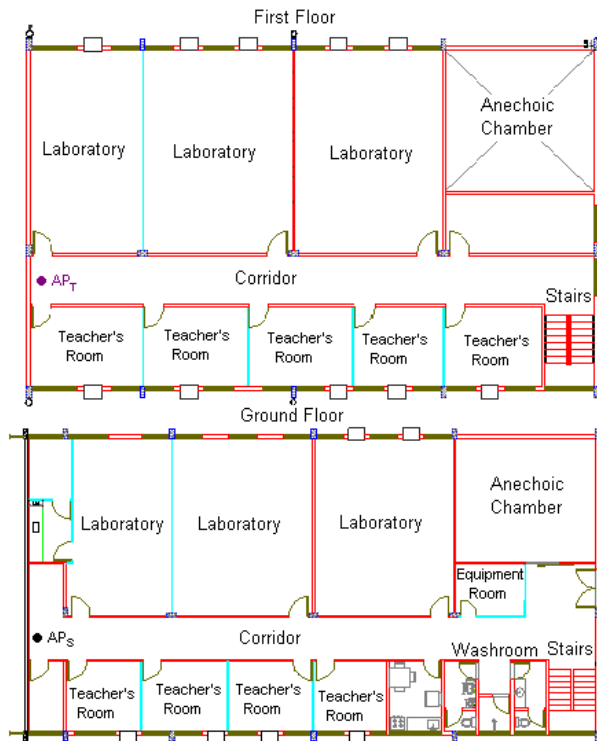 First Floor
Laboratory
Laboratory
Laboratory
Anechoic
Chamber
AP_T
Corridor
Stairs
Teacher's
Room
Teacher's
Room
Teacher's
Room
Teacher's
Room
Teacher's
Room
Ground Floor
Laboratory
Laboratory
Laboratory
Anechoic
Chamber
Equipment
Room
AP_S
Corridor
Washroom
Stairs
Teacher's
Room
Teacher's
Room
Teacher's
Room
Teacher's
Room